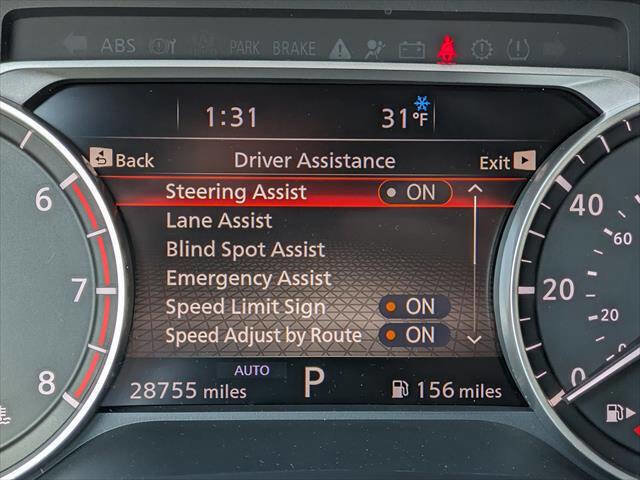 ABS PARK BRAKE
1:31 31°F
Back Driver Assistance Exit
Steering Assist ON
Lane Assist
Blind Spot Assist
Emergency Assist
Speed Limit Sign ON
Speed Adjust by Route ON
AUTO
28755 miles P 156 miles
6
7
8
40
60
20
20
0
0